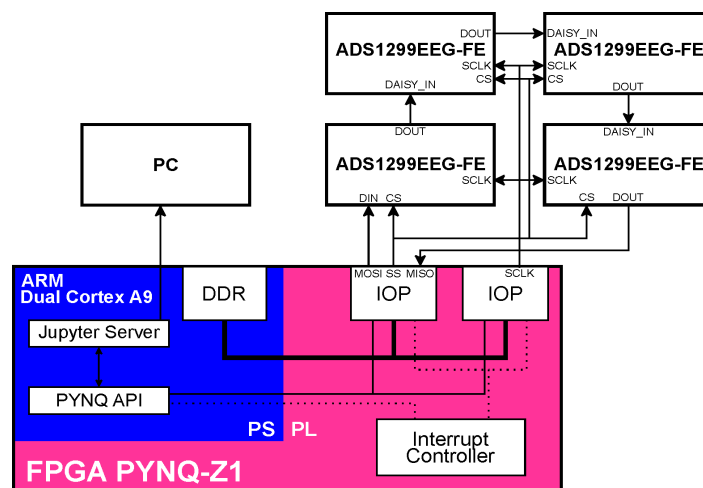 DOUT
DAISY_IN
ADS1299EEG-FE
ADS1299EEG-FE
SCLK
SCLK
CS
CS
DAISY_IN
DOUT
DOUT
DAISY_IN
PC
ADS1299EEG-FE
ADS1299EEG-FE
SCLK
SCLK
DIN CS
CS DOUT
MOSI SS MISO
SCLK
ARM
Dual Cortex A9
DDR
IOP
IOP
Jupyter Server
PYNQ API
PS
PL
Interrupt
Controller
FPGA PYNQ-Z1